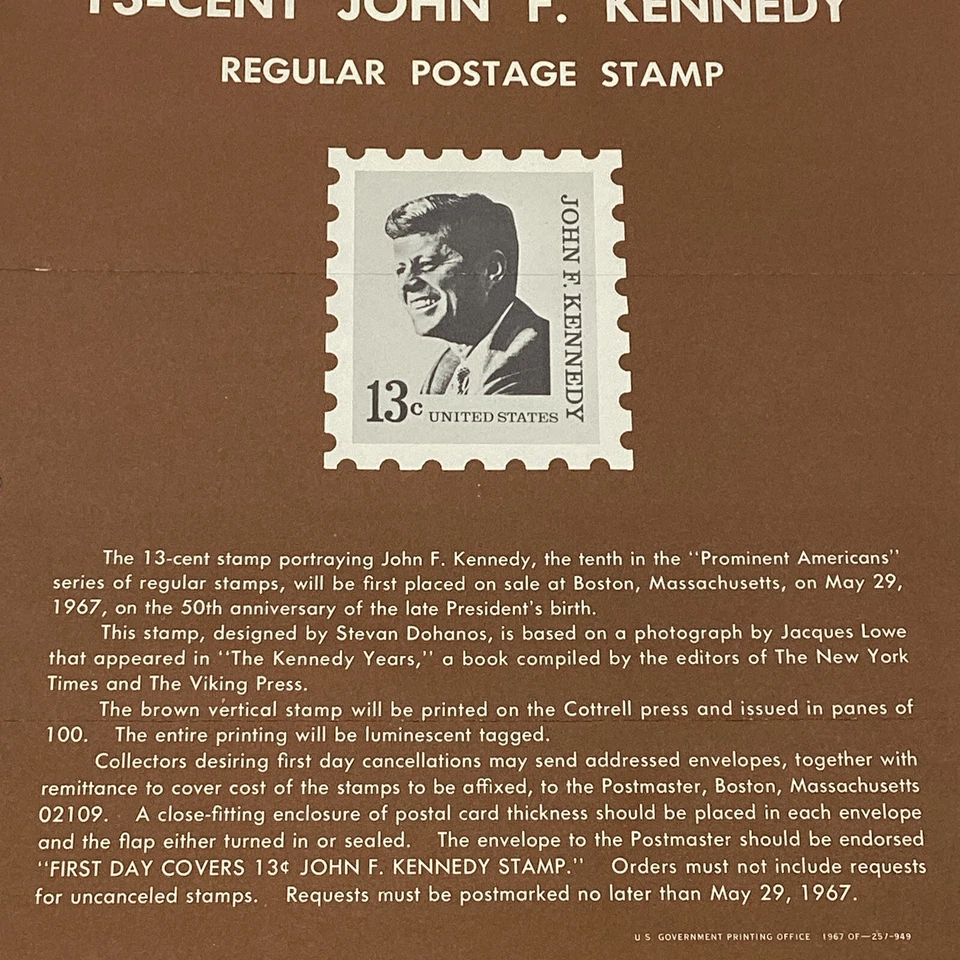 13-CENT JOHN F. KENNEDY
REGULAR POSTAGE STAMP
JOHN F. KENNEDY
13c UNITED STATES
The 13-cent stamp portraying John F. Kennedy, the tenth in the "Prominent Americans"
series of regular stamps, will be first placed on sale at Boston, Massachusetts, on May 29,
1967, on the 50th anniversary of the late President's birth.
This stamp, designed by Stevan Dohanos, is based on a photograph by Jacques Lowe
that appeared in "The Kennedy Years," a book compiled by the editors of The New York
Times and The Viking Press.
The brown vertical stamp will be printed on the Cottrell press and issued in panes of
100. The entire printing will be luminescent tagged.
Collectors desiring first day cancellations may send addressed envelopes, together with
remittance to cover cost of the stamps to be affixed, to the Postmaster, Boston, Massachusetts
02109. A close-fitting enclosure of postal card thickness should be placed in each envelope
and the flap either turned in or sealed. The envelope to the Postmaster should be endorsed
"FIRST DAY COVERS 13¢ JOHN F. KENNEDY STAMP." Orders must not include requests
for uncanceled stamps. Requests must be postmarked no later than May 29, 1967.
U S GOVERNMENT PRINTING OFFICE 1967 OF—257-949